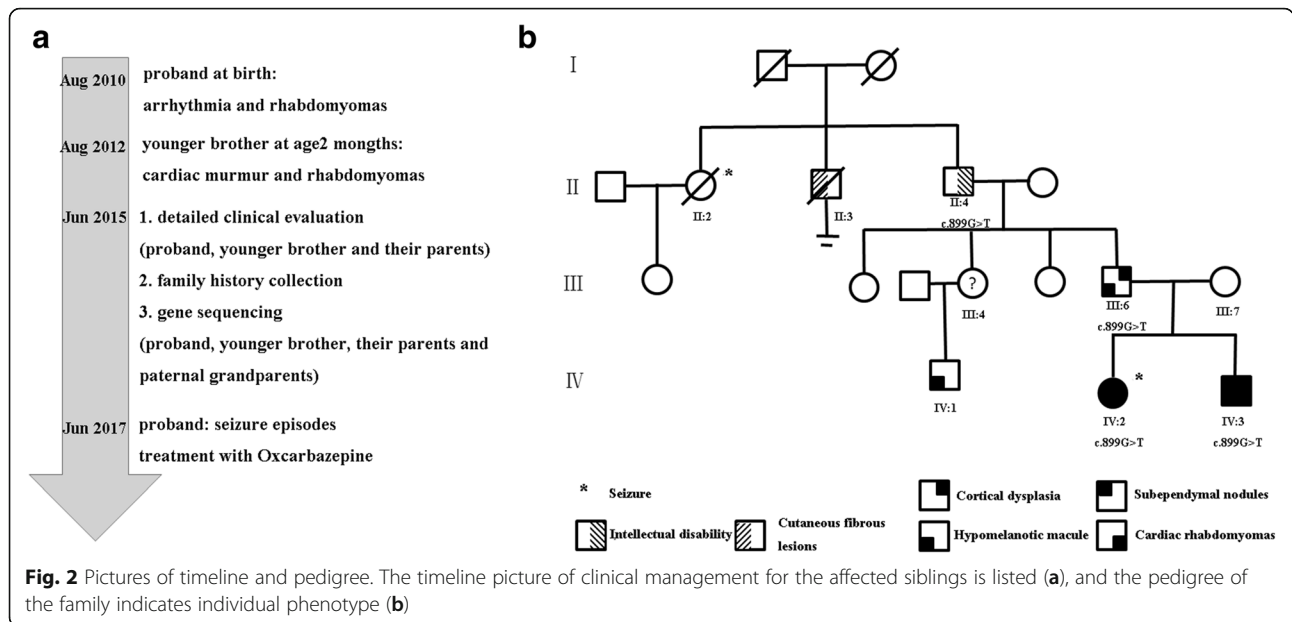 a
Aug 2010 proband at birth:
arrhythmia and rhabdomyomas
Aug 2012 younger brother at age2 mongths:
cardiac murmur and rhabdomyomas
Jun 2015 1. detailed clinical evaluation
(proband, younger brother and their parents)
2. family history collection
3. gene sequencing
(proband, younger brother, their parents and
paternal grandparents)
Jun 2017 proband: seizure episodes
treatment with Oxcarbazepine
b
I
II
*
II:2
II:3
II:4
c.899G>T
III
?
III:4
III:6
c.899G>T
III:7
IV
IV:1
*
IV:2
c.899G>T
IV:3
c.899G>T
* Seizure
Cortical dysplasia
Subependymal nodules
Intellectual disability
Cutaneous fibrous
lesions
Hypomelanotic macule
Cardiac rhabdomyomas
Fig. 2 Pictures of timeline and pedigree. The timeline picture of clinical management for the affected siblings is listed (a), and the pedigree of
the family indicates individual phenotype (b)